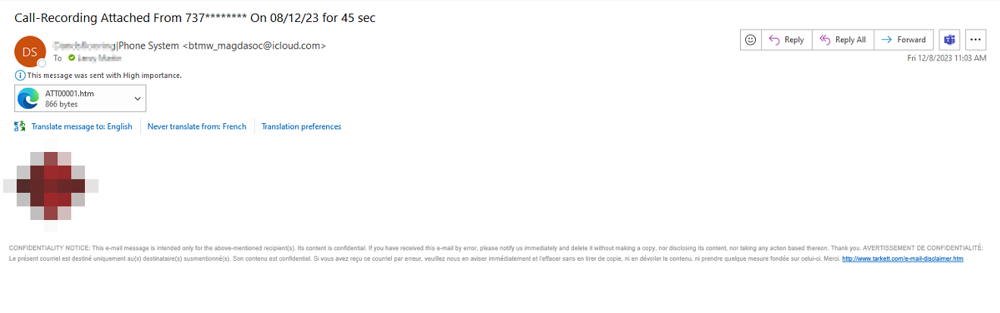 Call-Recording Attached From 737******** On 08/12/23 for 45 sec
DS
|Phone System <btmw_magdasoc@icloud.com>
To
Reply
Reply All
Forward
Fri 12/8/2023 11:03 AM
This message was sent with High importance.
ATT00001.htm
866 bytes
Translate message to: English
Never translate from: French
Translation preferences
CONFIDENTIALITY NOTICE: This e-mail message is intended only for the above-mentioned recipient(s). Its content is confidential. If you have received this e-mail by error, please notify us immediately and delete it without making a copy, nor disclosing its content, nor taking any action based thereon. Thank you. AVERTISSEMENT DE CONFIDENTIALITÉ:
Le présent courriel est destiné uniquement au(x) destinataire(s) susmentionné(s). Son contenu est confidentiel. Si vous avez reçu ce courriel par erreur, veuillez nous en aviser immédiatement et l'effacer sans en tirer de copie, ni en dévoiler le contenu, ni prendre quelque mesure fondée sur celui-ci. Merci. http://www.tarkett.com/e-mail-disclaimer.htm